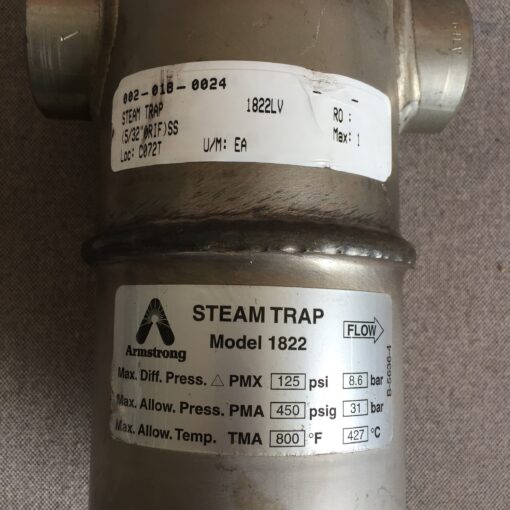 002-018-0024
STEAM TRAP 1822LV RO :
(5/32"ORIF)SS Max: 1
Loc: C072T U/M: EA
STEAM TRAP
Model 1822
FLOW
Armstrong
Max. Diff. Press. △ PMX 125 psi 8.6 bar
Max. Allow. Press. PMA 450 psig 31 bar
Max. Allow. Temp. TMA 800 °F 427 °C
B-5636-4